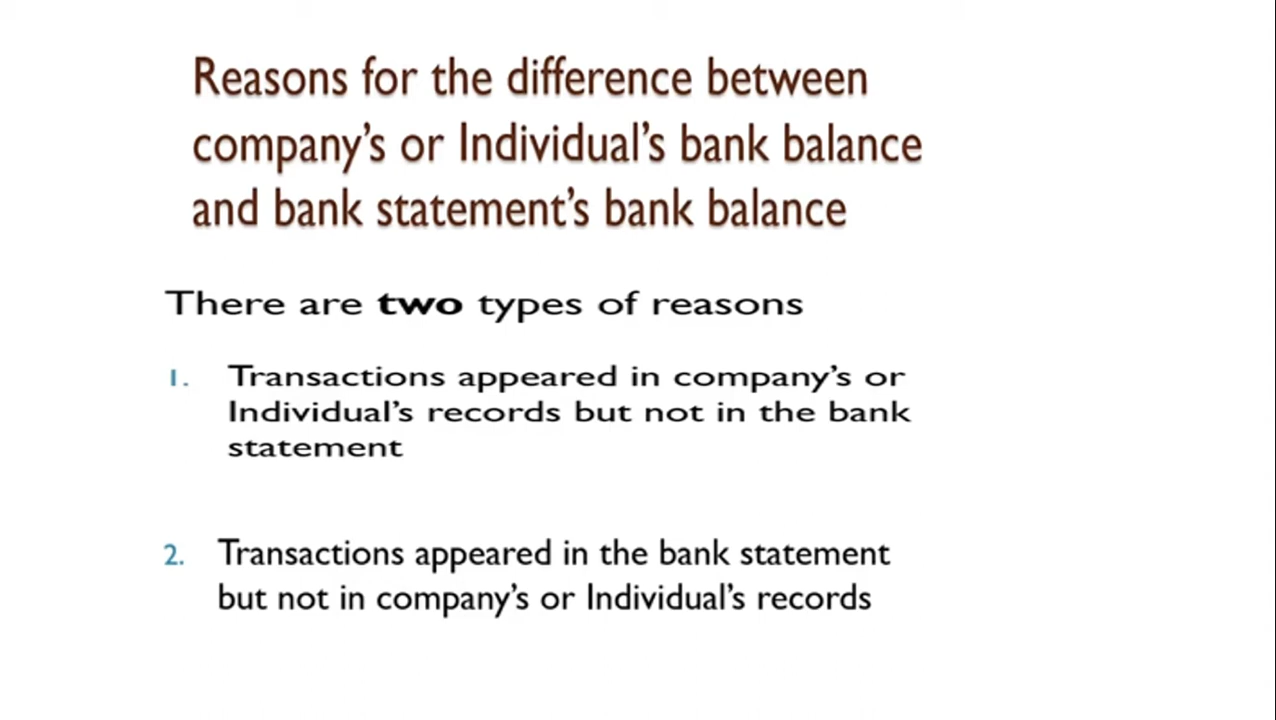 Reasons for the difference between
company's or Individual's bank balance
and bank statement's bank balance
There are two types of reasons
1. Transactions appeared in company's or
Individual's records but not in the bank
statement
2. Transactions appeared in the bank statement
but not in company's or Individual's records